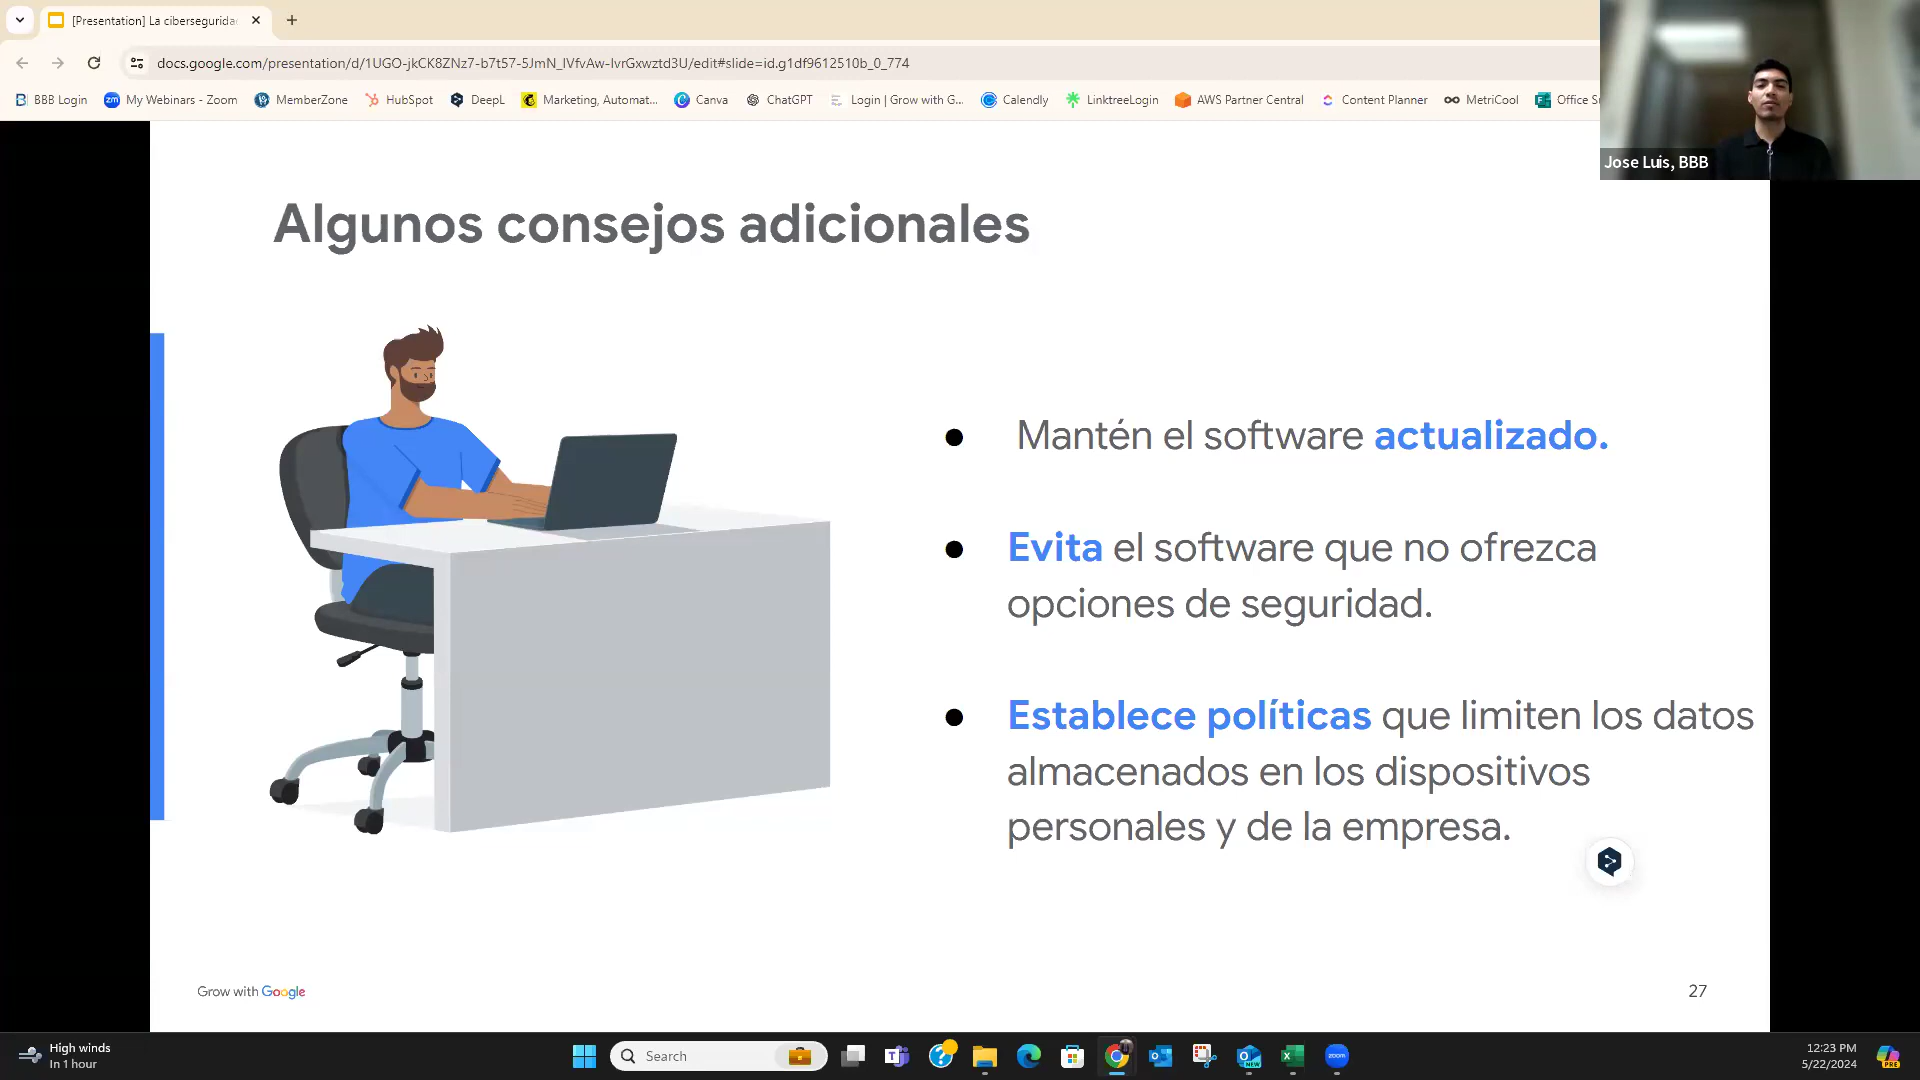 [Presentation] La ciberseguridad
docs.google.com/presentation/d/1UGO-jkCK8ZNz7-b7t57-5JmN_IVfvAw-IvrGxwztd3U/edit#slide=id.g1df9612510b_0_774
BBB Login My Webinars - Zoom MemberZone HubSpot DeepL Marketing, Automat... Canva ChatGPT Login | Grow with G... Calendly LinktreeLogin AWS Partner Central Content Planner MetriCool Office
Jose Luis, BBB
Algunos consejos adicionales
● Mantén el software actualizado.
● Evita el software que no ofrezca
opciones de seguridad.
● Establece políticas que limiten los datos
almacenados en los dispositivos
personales y de la empresa.
Grow with Google
27
High winds
In 1 hour
Search
12:23 PM
5/22/2024